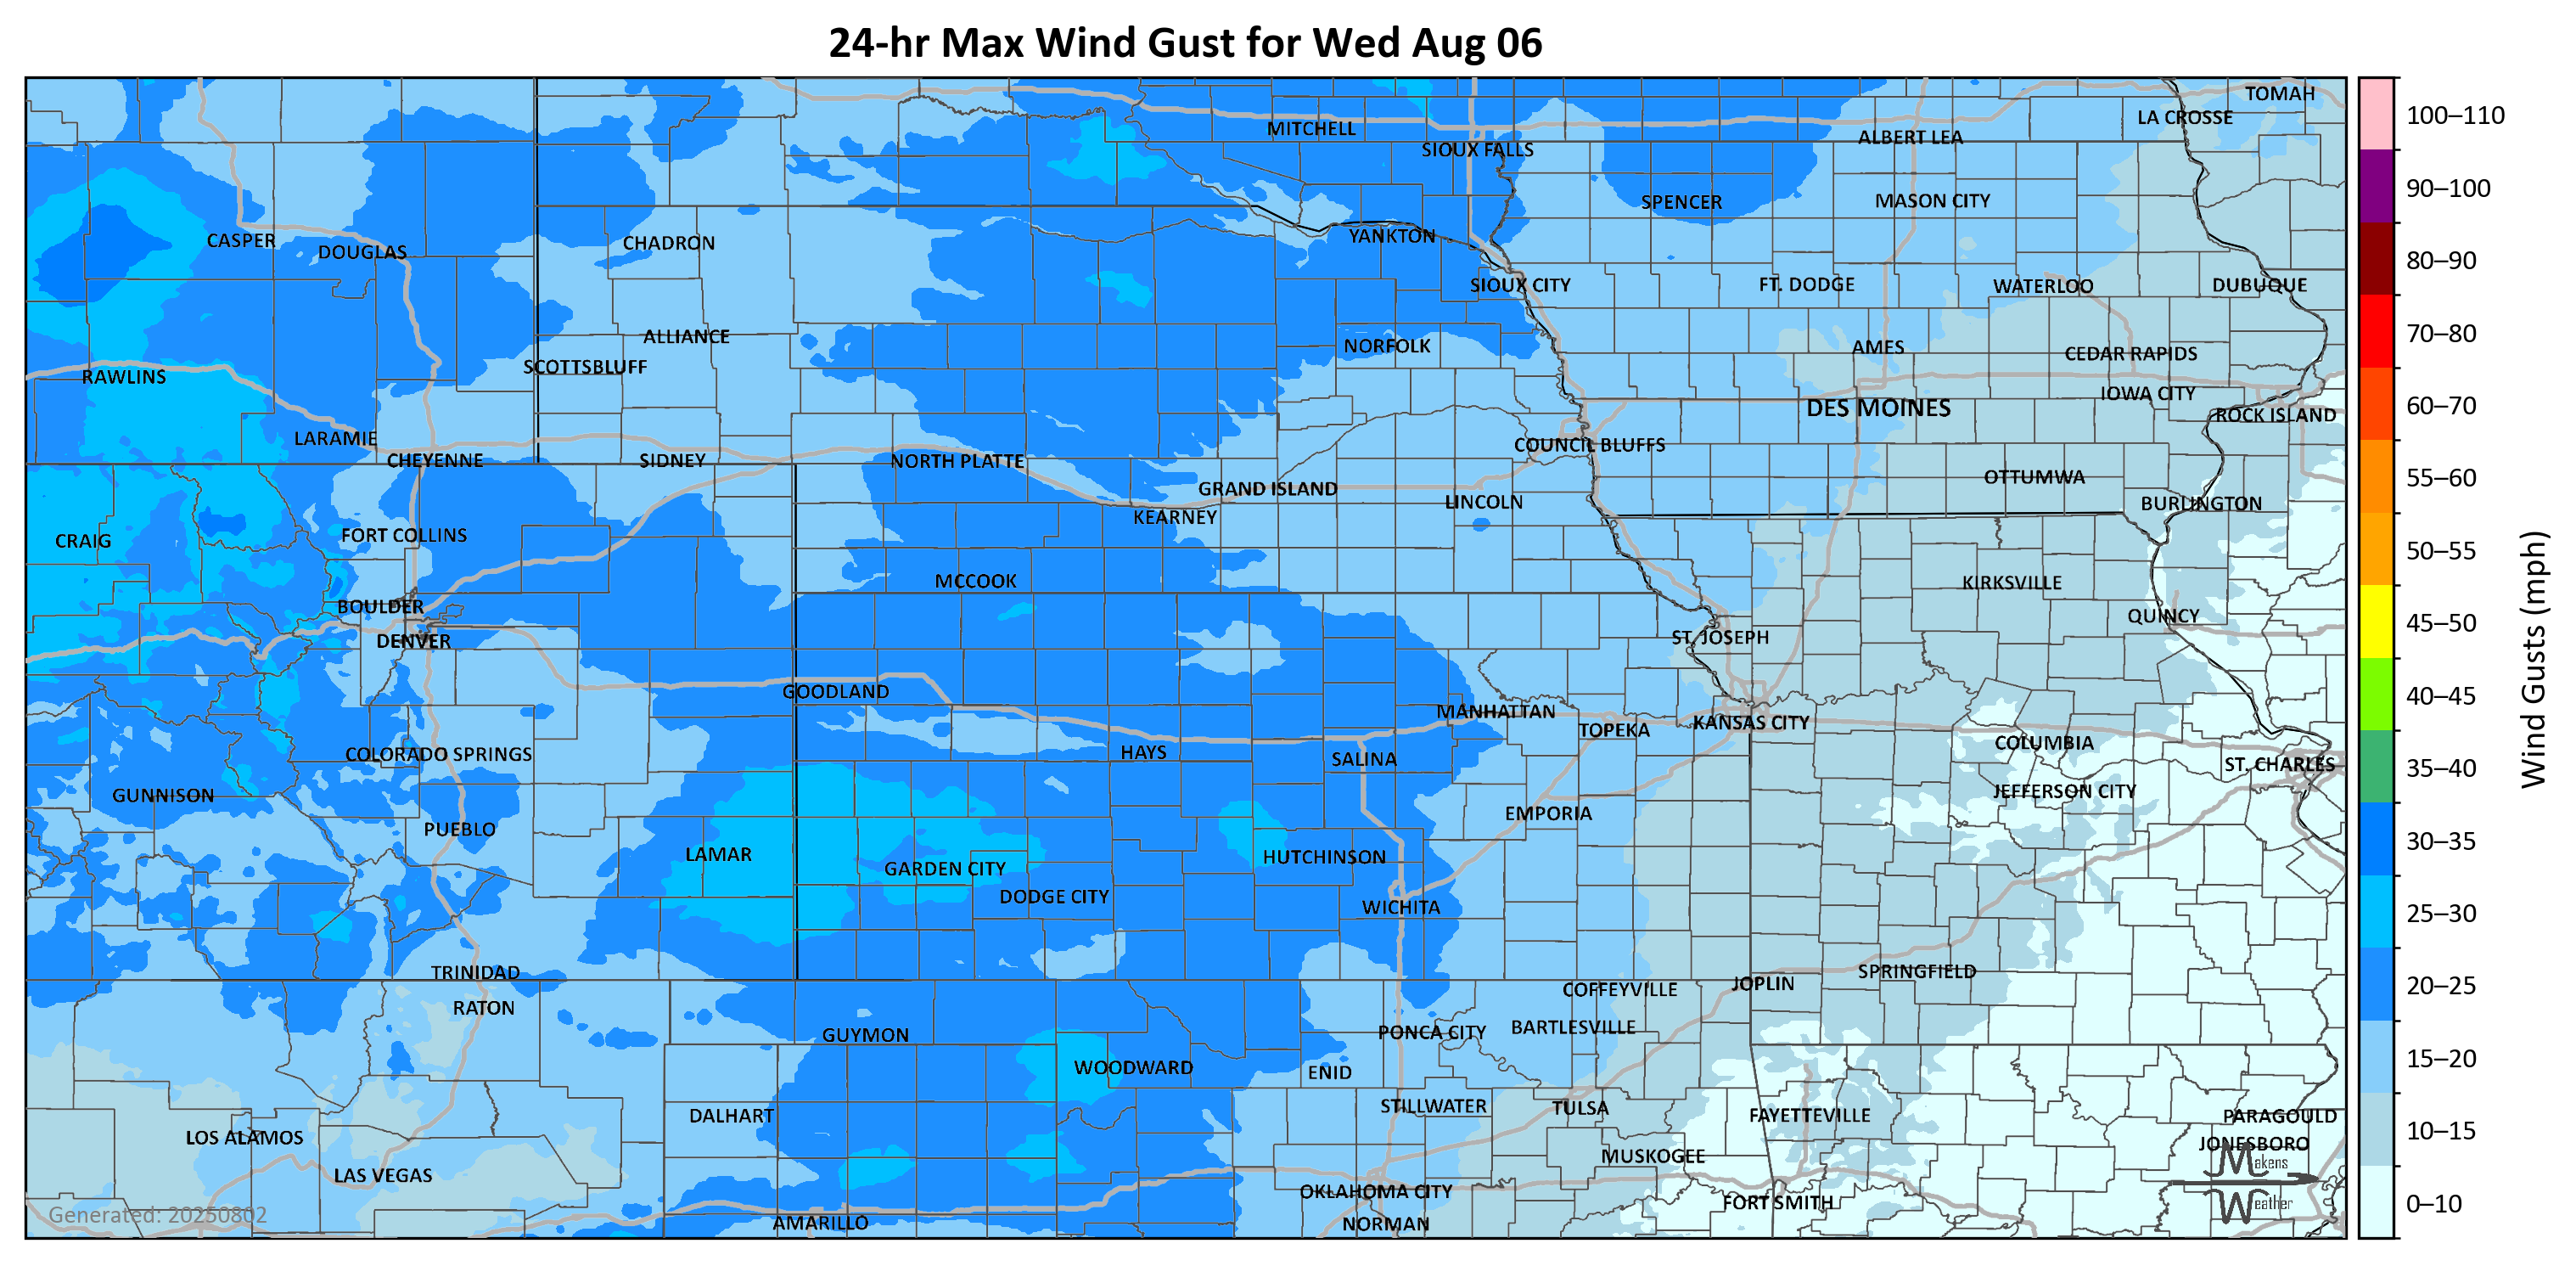 24-hr Max Wind Gust for Wed Aug 06
TOMAH
LA CROSSE
MITCHELL
ALBERT LEA
SIOUX FALLS
SPENCER
MASON CITY
CASPER
DOUGLAS
CHADRON
YANKTON
SIOUX CITY
FT. DODGE
WATERLOO
DUBUQUE
ALLIANCE
NORFOLK
AMES
CEDAR RAPIDS
SCOTTSBLUFF
RAWLINS
IOWA CITY
DES MOINES
ROCK ISLAND
LARAMIE
COUNCIL BLUFFS
CHEYENNE
SIDNEY
NORTH PLATTE
OTTUMWA
GRAND ISLAND
LINCOLN
BURLINGTON
KEARNEY
FORT COLLINS
CRAIG
MCCOOK
KIRKSVILLE
BOULDER
QUINCY
DENVER
ST. JOSEPH
GOODLAND
MANHATTAN
KANSAS CITY
TOPEKA
COLUMBIA
HAYS
COLORADO SPRINGS
SALINA
ST. CHARLES
JEFFERSON CITY
GUNNISON
EMPORIA
PUEBLO
LAMAR
HUTCHINSON
GARDEN CITY
DODGE CITY
WICHITA
TRINIDAD
SPRINGFIELD
JOPLIN
COFFEYVILLE
RATON
BARTLESVILLE
PONCA CITY
GUYMON
WOODWARD
ENID
STILLWATER
TULSA
DALHART
FAYETTEVILLE
PARAGOULD
LOS ALAMOS
JONESBORO
MUSKOGEE
LAS VEGAS
OKLAHOMA CITY
FORT SMITH
AMARILLO
NORMAN
Generated: 20250802
Makens
Weather
100–110
90–100
80–90
70–80
60–70
55–60
50–55
45–50
40–45
35–40
30–35
25–30
20–25
15–20
10–15
0–10
Wind Gusts (mph)